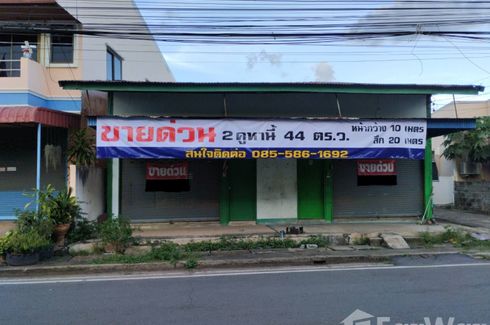 ขายด่วน 2 คูหานี้ 44 ตร.ว. หน้ากว้าง 10 เมตร
ลึก 20 เมตร
สนใจติดต่อ 085-586-1692
ขายด่วน
ขายด่วน